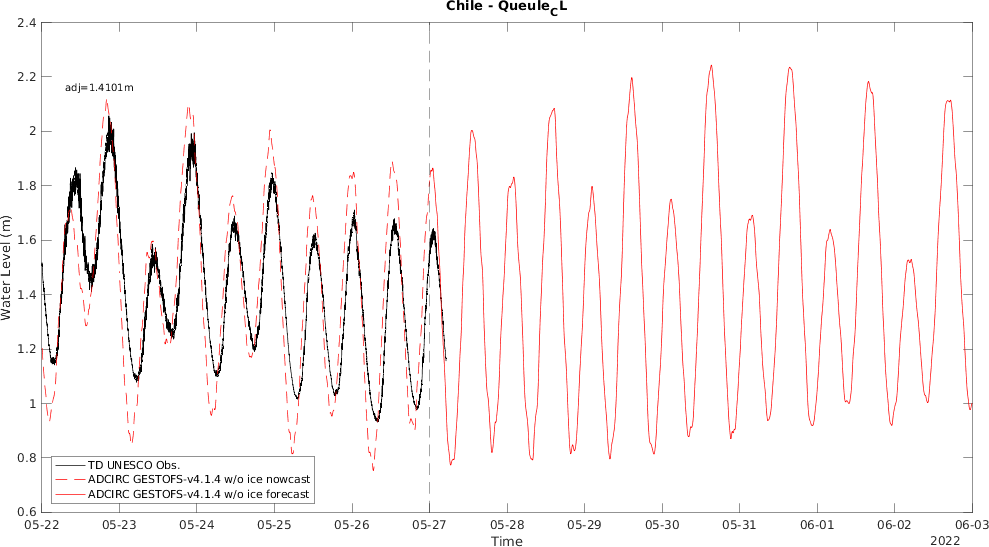 Chile - Queule_CL
adj=1.4101m
2.4
2.2
2
1.8
1.6
1.4
1.2
1
0.8
0.6
Water Level (m)
TD UNESCO Obs.
ADCIRC GESTOFS-v4.1.4 w/o ice nowcast
ADCIRC GESTOFS-v4.1.4 w/o ice forecast
05-22 05-23 05-24 05-25 05-26 05-27 05-28 05-29 05-30 05-31 06-01 06-02 06-03
Time
2022